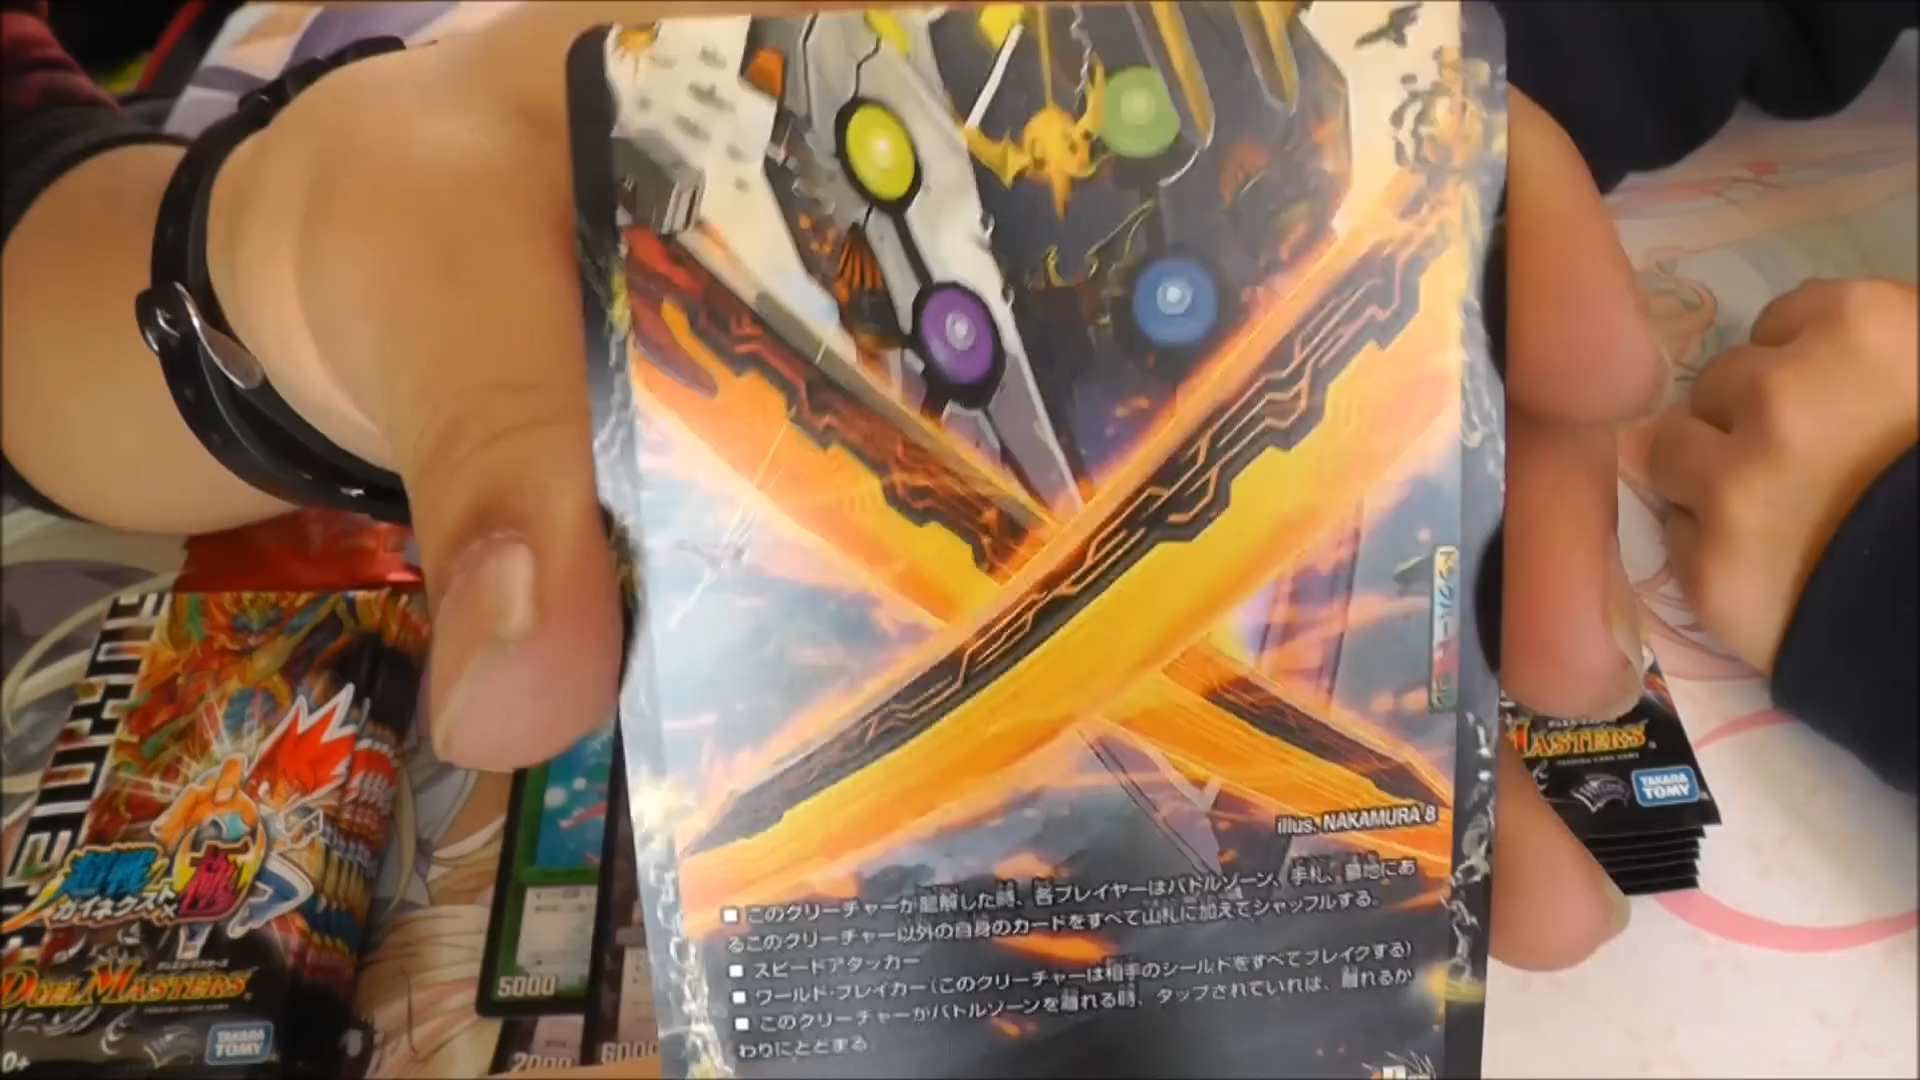 illus. NAKAMURA 8
■ このクリーチャーが龍解した時、各プレイヤーはバトルゾーン、手札、墓地にあ
るこのクリーチャー以外の自身のカードをすべて山札に加えてシャッフルする。
■ スピードアタッカー
■ ワールド・ブレイカー(このクリーチャーは相手のシールドをすべてブレイクする)
■ このクリーチャーがバトルゾーンを離れる時、タップされていれば、離れるか
わりにとどまる
超戦
ガイネクスト×極
DUEL MASTERS
TAKARA TOMY
5000
2000
6000
MASTERS
TRADING CARD GAME
Wizards
TAKARA TOMY